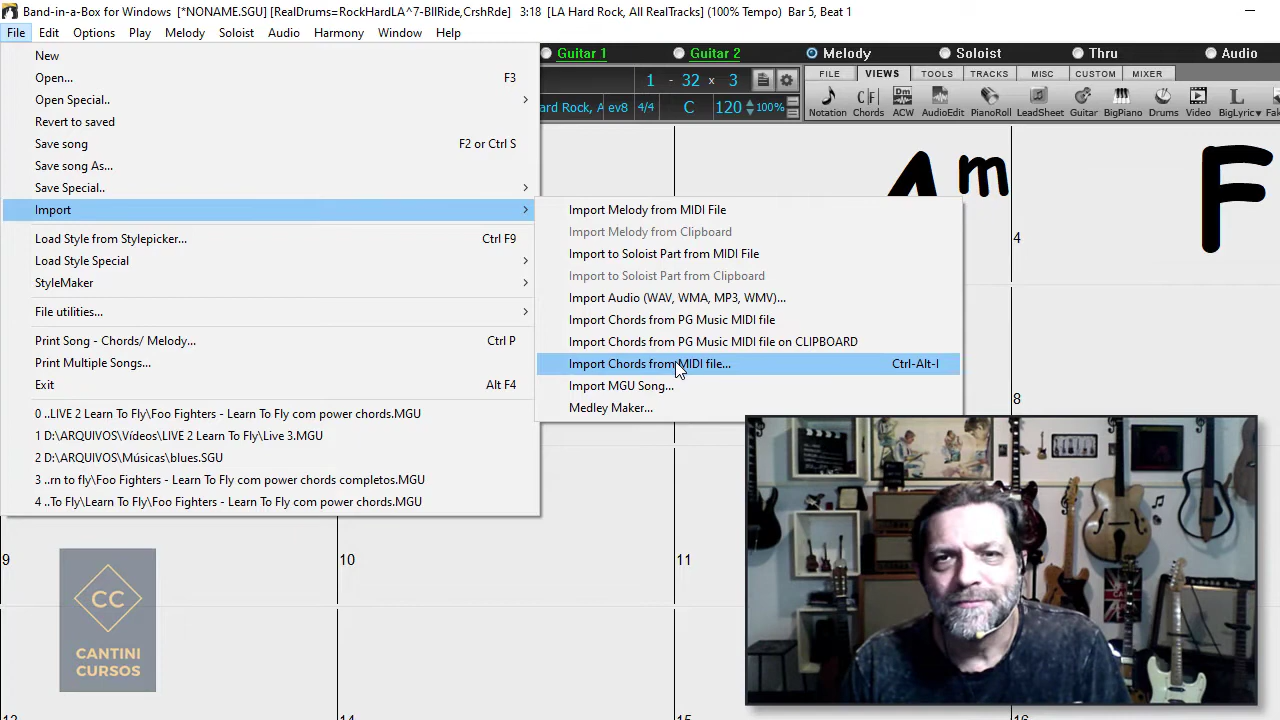 Band-in-a-Box for Windows [*NONAME.SGU] [RealDrums=RockHardLA^7-BllRide,CrshRde] 3:18 [LA Hard Rock, All RealTracks] (100% Tempo) Bar 5, Beat 1
File Edit Options Play Melody Soloist Audio Harmony Window Help
Guitar 1 Guitar 2 Melody Soloist Thru Audio
1 - 32 x 3
FILE VIEWS TOOLS TRACKS MISC CUSTOM MIXER
ard Rock, A ev8 4/4 C 120 100%
Notation Chords ACW AudioEdit PianoRoll LeadSheet Guitar BigPiano Drums Video BigLyric Fak
New
Open... F3
Open Special..
Revert to saved
Save song F2 or Ctrl S
Save song As...
Save Special..
Import
Load Style from Stylepicker... Ctrl F9
Load Style Special
StyleMaker
File utilities...
Print Song - Chords/ Melody... Ctrl P
Print Multiple Songs...
Exit Alt F4
0 ..LIVE 2 Learn To Fly\Foo Fighters - Learn To Fly com power chords.MGU
1 D:\ARQUIVOS\Vídeos\LIVE 2 Learn To Fly\Live 3.MGU
2 D:\ARQUIVOS\Músicas\blues.SGU
3 ..rn to fly\Foo Fighters - Learn To Fly com power chords completos.MGU
4 ..To Fly\Learn To Fly\Foo Fighters - Learn To Fly com power chords.MGU
Import Melody from MIDI File
Import Melody from Clipboard
Import to Soloist Part from MIDI File
Import to Soloist Part from Clipboard
Import Audio (WAV, WMA, MP3, WMV)...
Import Chords from PG Music MIDI file
Import Chords from PG Music MIDI file on CLIPBOARD
Import Chords from MIDI file... Ctrl-Alt-I
Import MGU Song...
Medley Maker...
Am F
4
8
9 10 11
13 14 15 16
CC
CANTINI
CURSOS